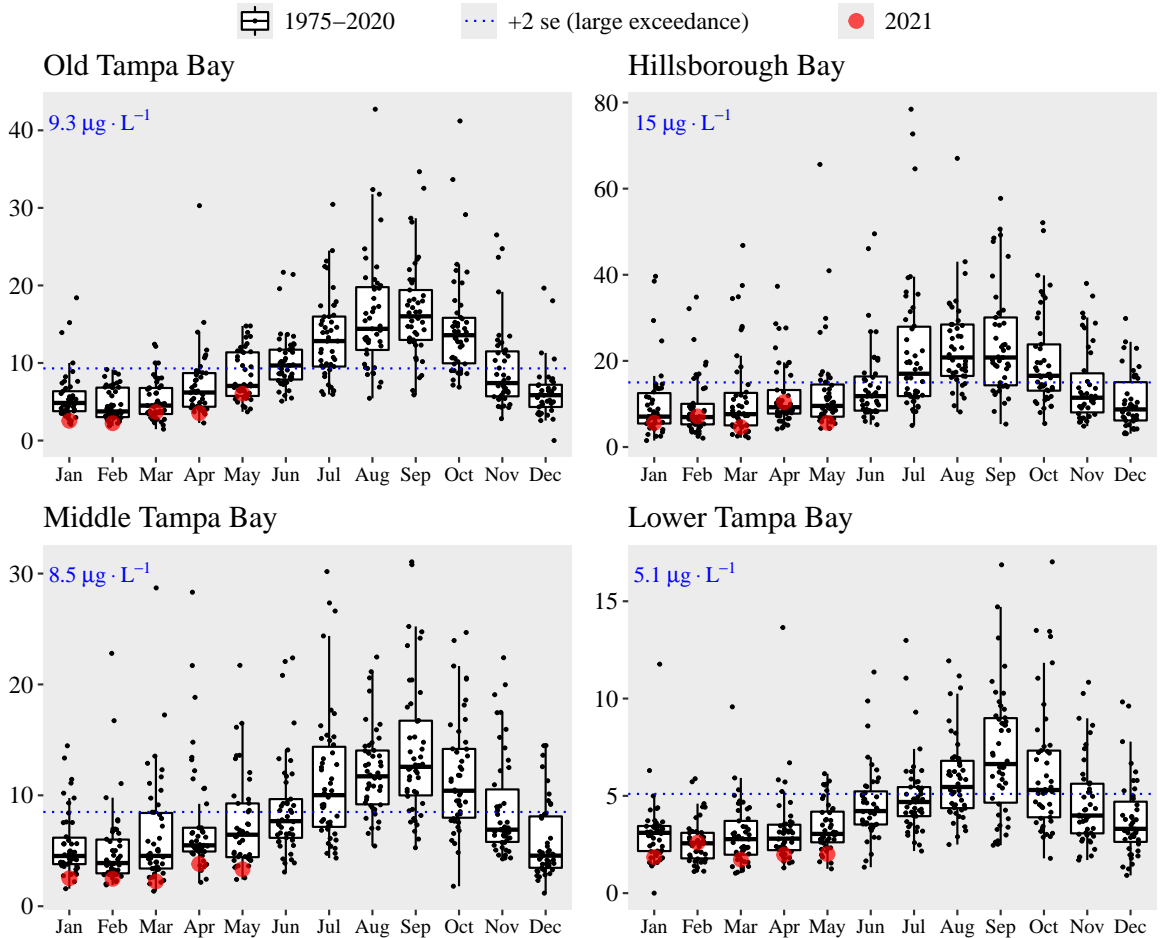 1975−2020 +2 se (large exceedance) 2021
Old Tampa Bay
9.3 μg · L⁻¹
40
30
20
10
0
Jan Feb Mar Apr May Jun Jul Aug Sep Oct Nov Dec
Hillsborough Bay
15 μg · L⁻¹
80
60
40
20
0
Jan Feb Mar Apr May Jun Jul Aug Sep Oct Nov Dec
Middle Tampa Bay
8.5 μg · L⁻¹
30
20
10
0
Jan Feb Mar Apr May Jun Jul Aug Sep Oct Nov Dec
Lower Tampa Bay
5.1 μg · L⁻¹
15
10
5
0
Jan Feb Mar Apr May Jun Jul Aug Sep Oct Nov Dec